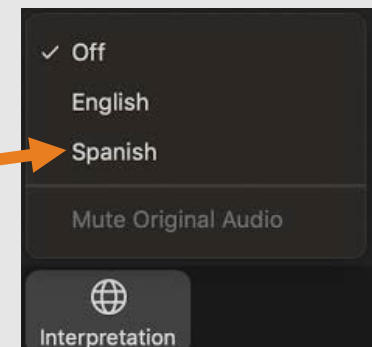 ✓ Off
English
Spanish
Mute Original Audio
Interpretation